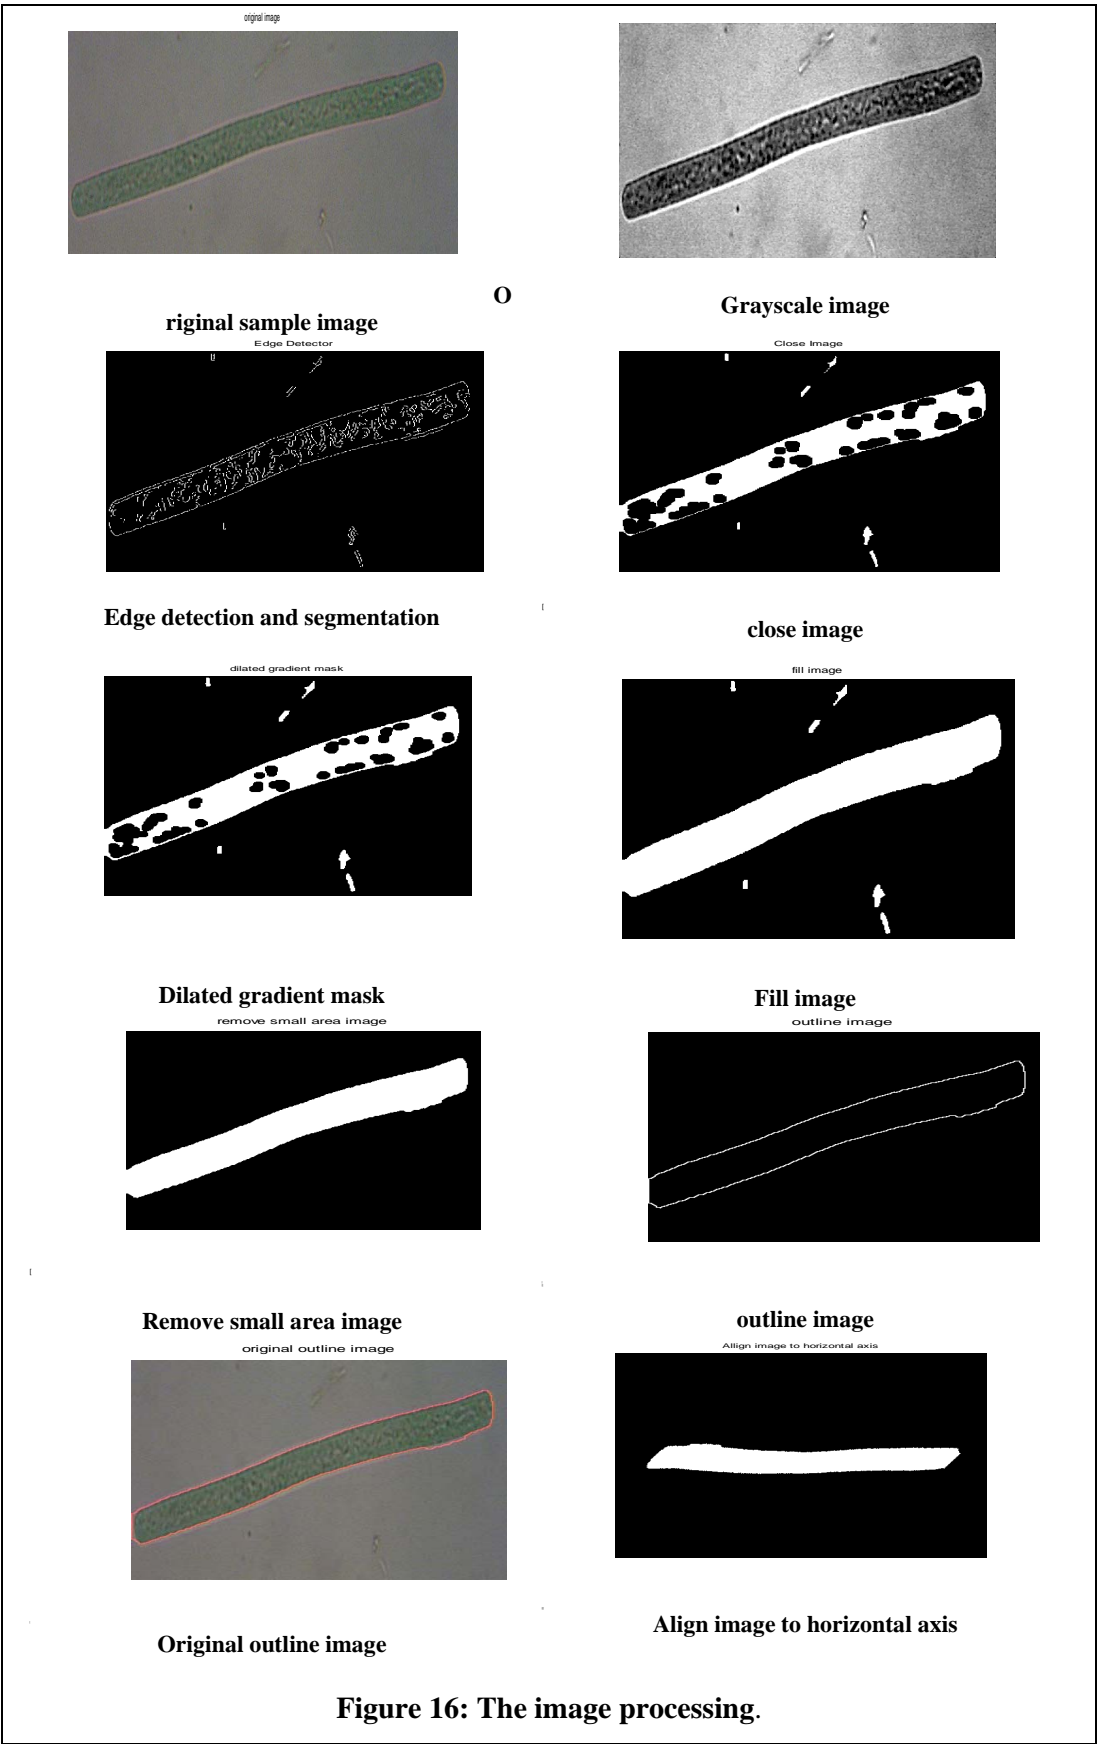 original image
O
riginal sample image
Grayscale image
Edge Detector
Close Image
Edge detection and segmentation
close image
dilated gradient mask
fill image
Dilated gradient mask
Fill image
remove small area image
outline image
Remove small area image
outline image
original outline image
Allign image to horizontal axis
Original outline image
Align image to horizontal axis
Figure 16: The image processing.